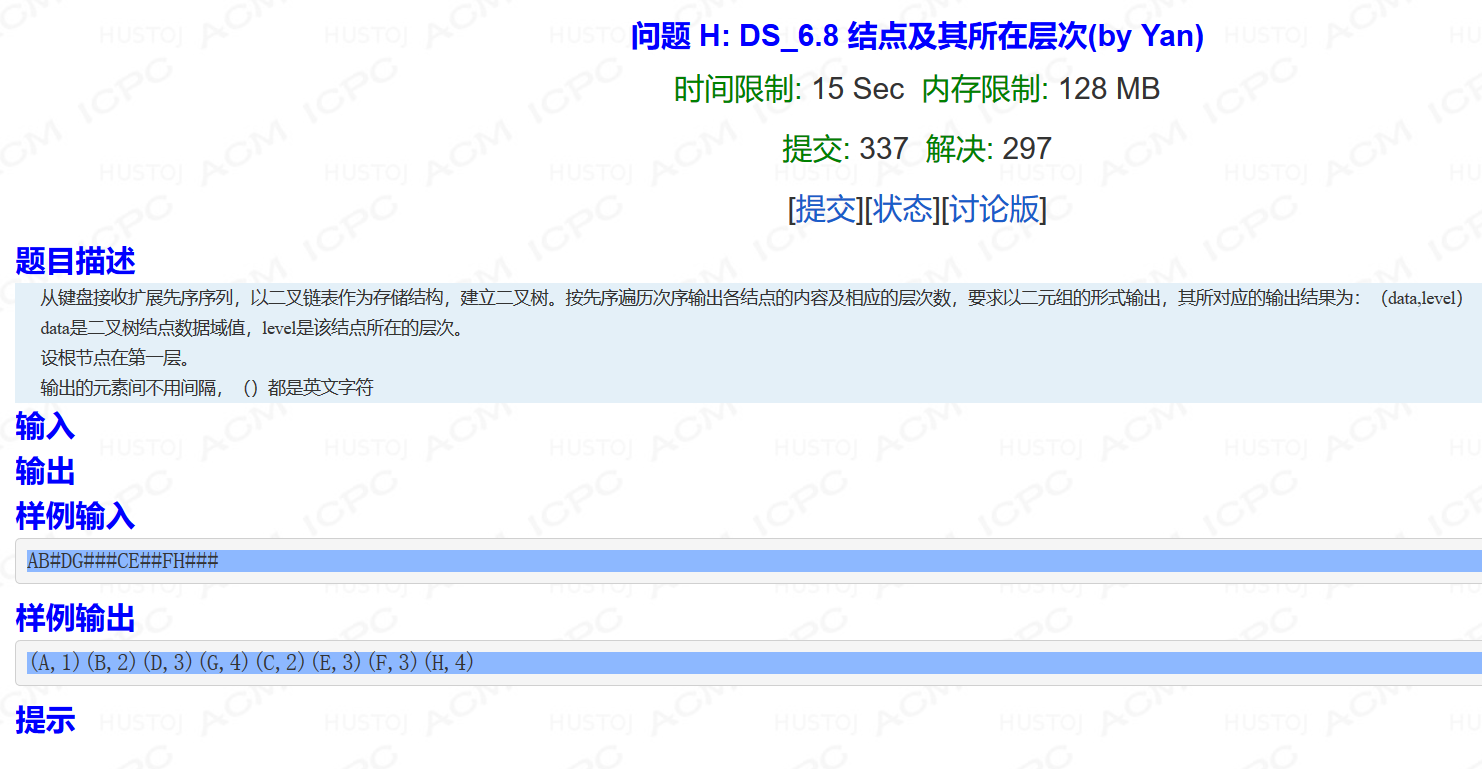 问题 H: DS_6.8 结点及其所在层次(by Yan)
时间限制: 15 Sec 内存限制: 128 MB
提交: 337 解决: 297
[提交][状态][讨论版]
题目描述
从键盘接收扩展先序序列，以二叉链表作为存储结构，建立二叉树。按先序遍历次序输出各结点的内容及相应的层次数，要求以二元组的形式输出，其所对应的输出结果为：（data,level）
data是二叉树结点数据域值，level是该结点所在的层次。
设根节点在第一层。
输出的元素间不用间隔，（）都是英文字符
输入
输出
样例输入
AB#DG###CE##FH###
样例输出
(A,1)(B,2)(D,3)(G,4)(C,2)(E,3)(F,3)(H,4)
提示